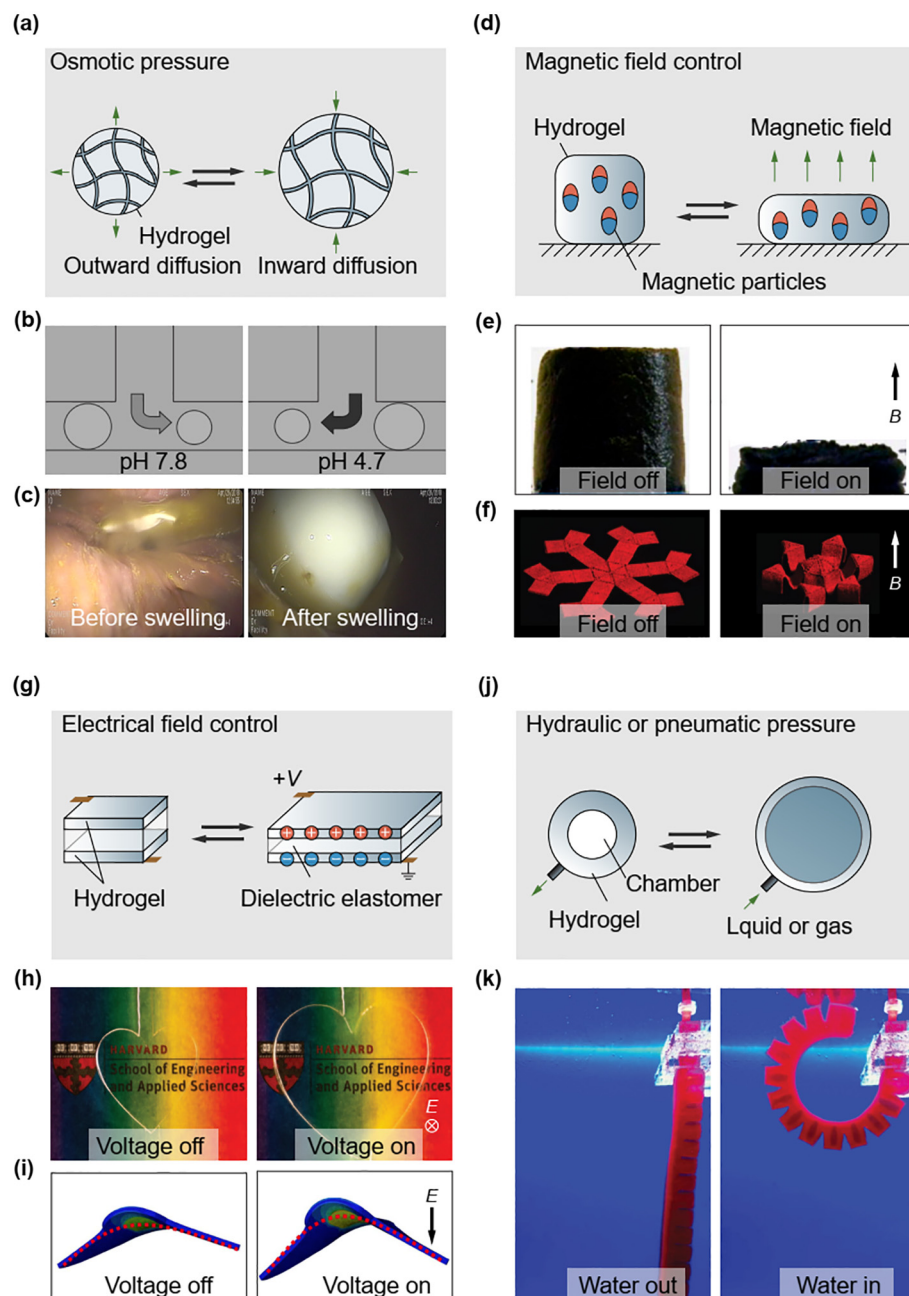 (a)
Osmotic pressure
Hydrogel
Outward diffusion
Inward diffusion
(b)
pH 7.8
pH 4.7
(c)
Before swelling
After swelling
(d)
Magnetic field control
Hydrogel
Magnetic field
Magnetic particles
(e)
Field off
Field on
B
(f)
Field off
Field on
B
(g)
Electrical field control
+V
Hydrogel
Dielectric elastomer
(h)
HARVARD
School of Engineering
and Applied Sciences
Voltage off
HARVARD
School of Engineering
and Applied Sciences
E
Voltage on
(i)
Voltage off
E
Voltage on
(j)
Hydraulic or pneumatic pressure
Chamber
Hydrogel
Lquid or gas
(k)
Water out
Water in